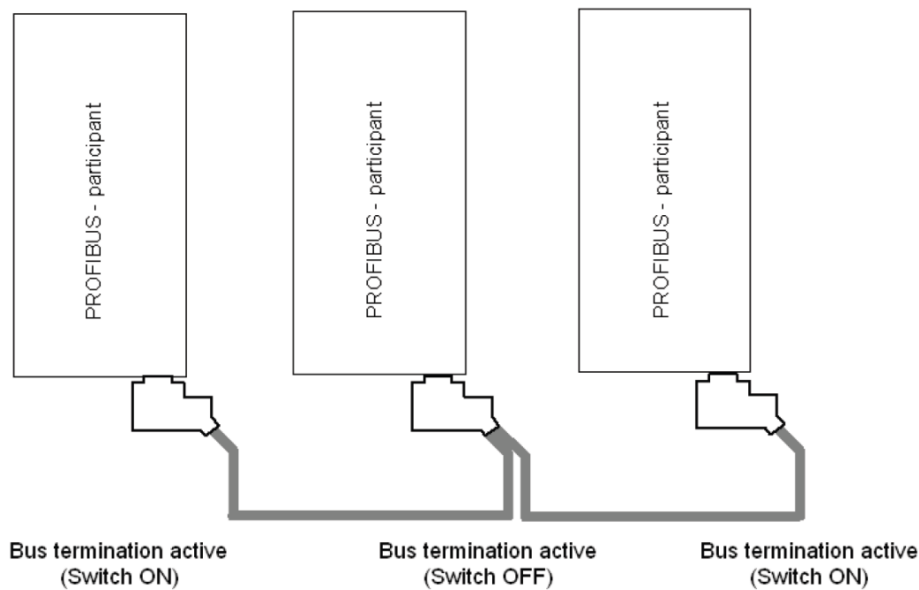 PROFIBUS - participant
PROFIBUS - participant
PROFIBUS - participant
Bus termination active
(Switch ON)
Bus termination active
(Switch OFF)
Bus termination active
(Switch ON)